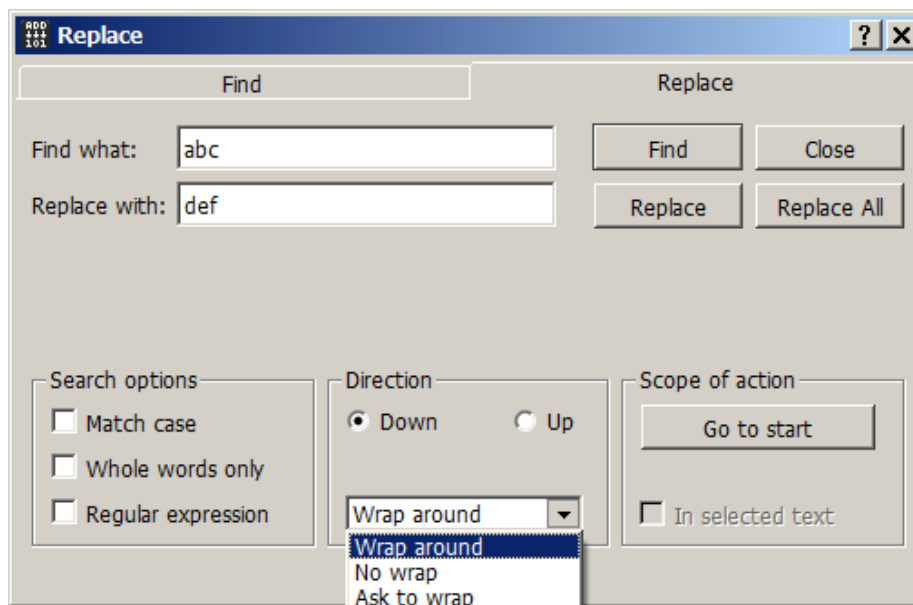 ADD
+++
101
Replace
Find
Replace
Find what:
abc
Find
Close
Replace with:
def
Replace
Replace All
Search options
Match case
Whole words only
Regular expression
Direction
Down
Up
Wrap around
Wrap around
No wrap
Ask to wrap
Scope of action
Go to start
In selected text